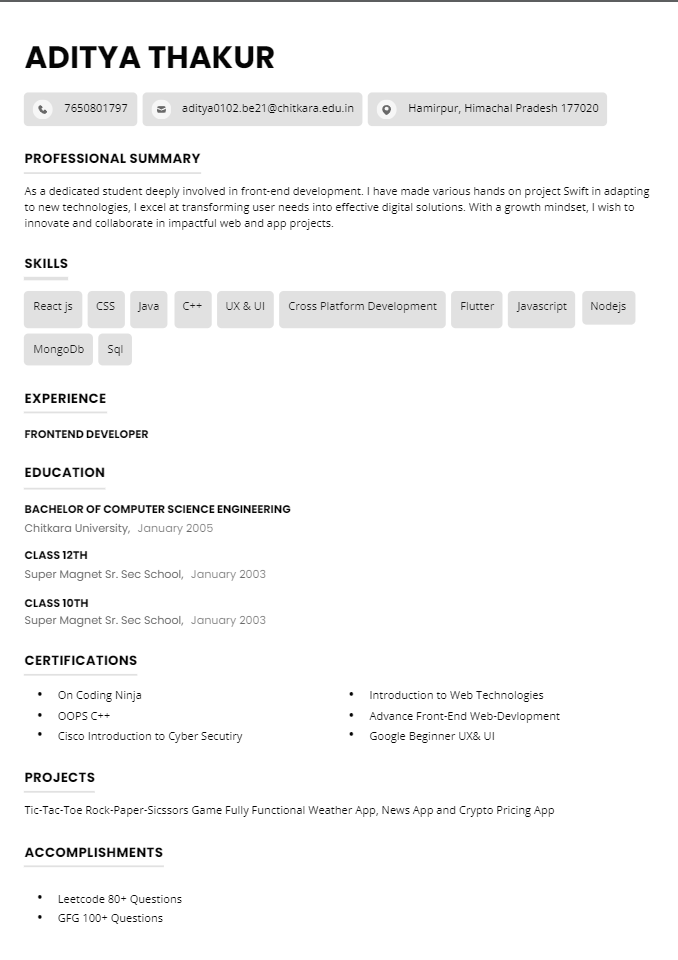 ADITYA THAKUR
7650801797 aditya0102.be21@chitkara.edu.in Hamirpur, Himachal Pradesh 177020
PROFESSIONAL SUMMARY
As a dedicated student deeply involved in front-end development. I have made various hands on project Swift in adapting
to new technologies, I excel at transforming user needs into effective digital solutions. With a growth mindset, I wish to
innovate and collaborate in impactful web and app projects.
SKILLS
React js CSS Java C++ UX & UI Cross Platform Development Flutter Javascript Nodejs
MongoDb Sql
EXPERIENCE
FRONTEND DEVELOPER
EDUCATION
BACHELOR OF COMPUTER SCIENCE ENGINEERING
Chitkara University, January 2005
CLASS 12TH
Super Magnet Sr. Sec School, January 2003
CLASS 10TH
Super Magnet Sr. Sec School, January 2003
CERTIFICATIONS
• On Coding Ninja
• OOPS C++
• Cisco Introduction to Cyber Secutiry
• Introduction to Web Technologies
• Advance Front-End Web-Devlopment
• Google Beginner UX& UI
PROJECTS
Tic-Tac-Toe Rock-Paper-Sicssors Game Fully Functional Weather App, News App and Crypto Pricing App
ACCOMPLISHMENTS
• Leetcode 80+ Questions
• GFG 100+ Questions